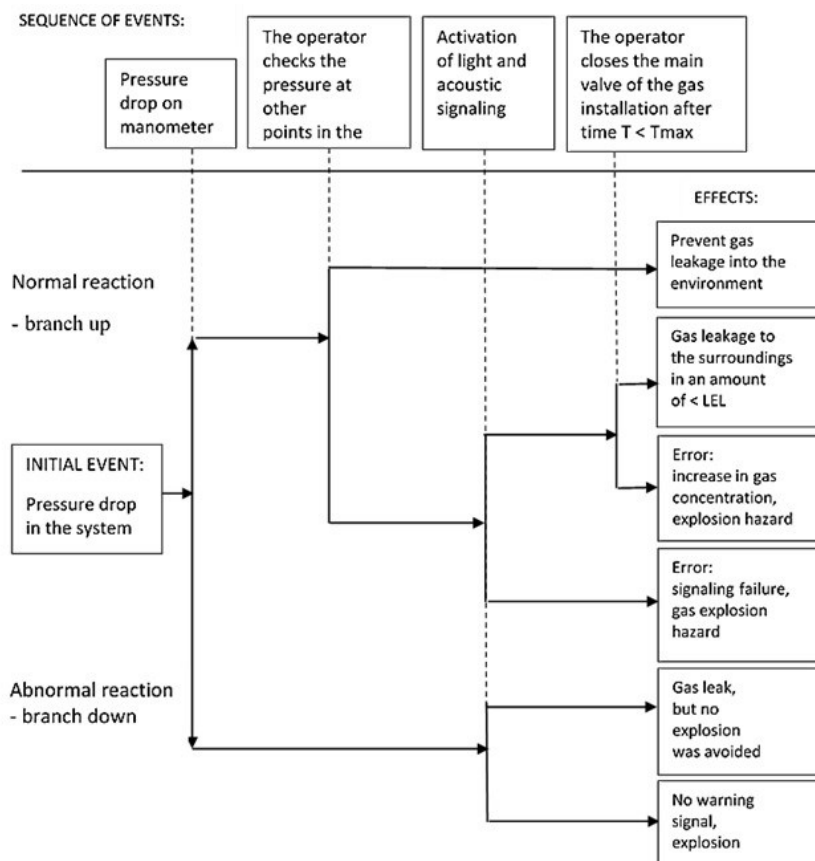 SEQUENCE OF EVENTS:
Pressure
drop on
manometer
The operator
checks the
pressure at
other
points in the
Activation
of light and
acoustic
signaling
The operator
closes the main
valve of the gas
installation after
time T < Tmax
EFFECTS:
Normal reaction
- branch up
Prevent gas
leakage into the
environment
Gas leakage to
the surroundings
in an amount
of < LEL
INITIAL EVENT:
Pressure drop
in the system
Error:
increase in gas
concentration,
explosion hazard
Error:
signaling failure,
gas explosion
hazard
Abnormal reaction
- branch down
Gas leak,
but no
explosion
was avoided
No warning
signal,
explosion